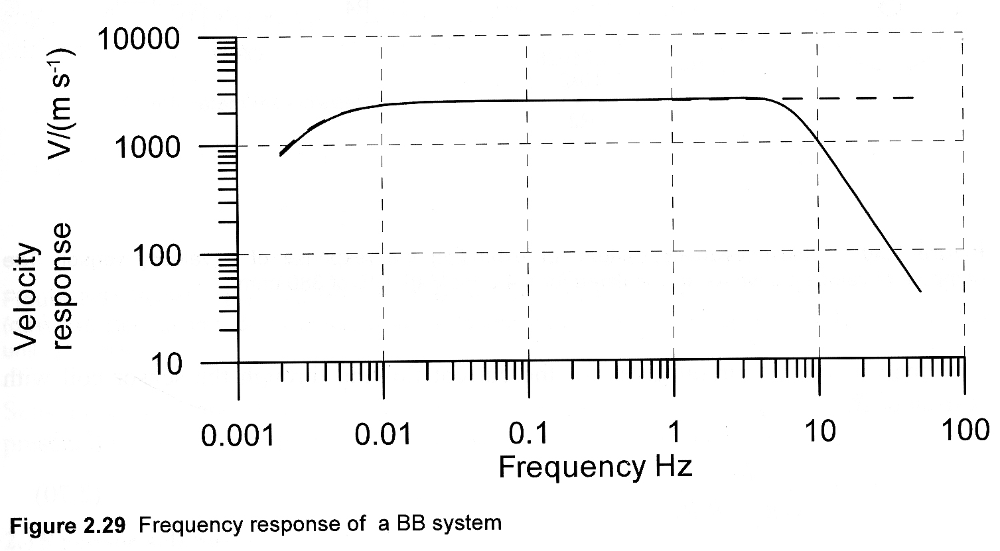 10000
1000
100
10
V/(m s⁻¹)
Velocity
response
0.001 0.01 0.1 1 10 100
Frequency Hz
Figure 2.29 Frequency response of a BB system